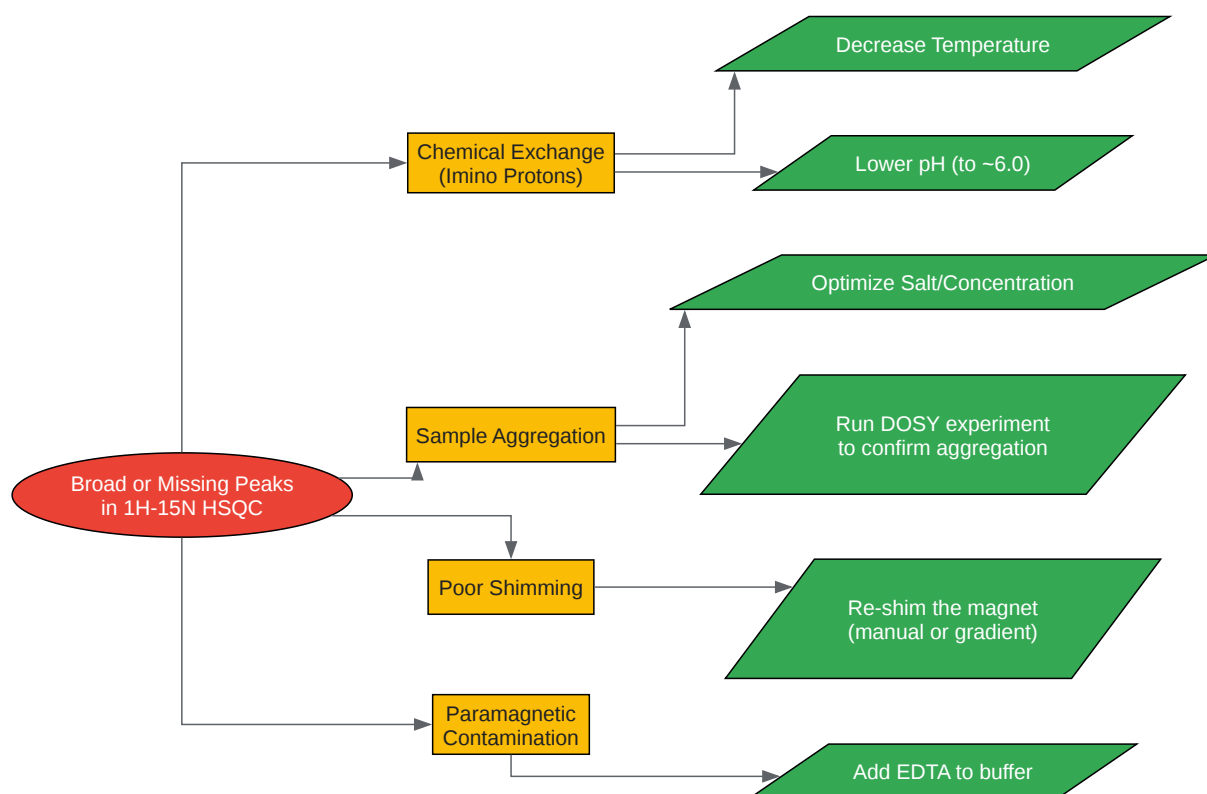 Decrease Temperature
Chemical Exchange
(Imino Protons)
Lower pH (to ~6.0)
Optimize Salt/Concentration
Sample Aggregation
Run DOSY experiment
to confirm aggregation
Broad or Missing Peaks
in 1H-15N HSQC
Poor Shimming
Re-shim the magnet
(manual or gradient)
Paramagnetic
Contamination
Add EDTA to buffer